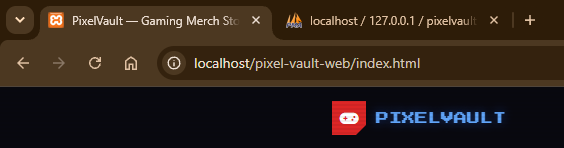 PixelVault — Gaming Merch Sto
localhost / 127.0.0.1 / pixelvault
localhost/pixel-vault-web/index.html
PIXELVAULT